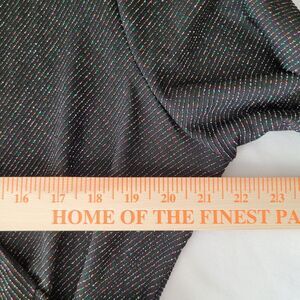 16 17 18 19 20 21 22 23
HOME OF THE FINEST PA